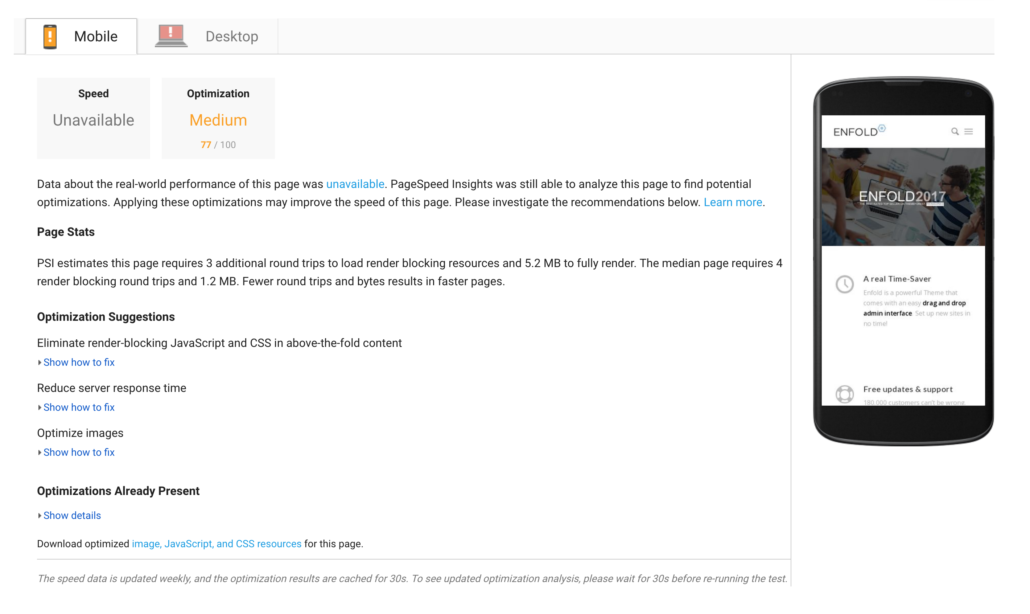 Mobile
Desktop
Speed
Unavailable
Optimization
Medium
77 / 100
Data about the real-world performance of this page was unavailable. PageSpeed Insights was still able to analyze this page to find potential
optimizations. Applying these optimizations may improve the speed of this page. Please investigate the recommendations below. Learn more.
Page Stats
PSI estimates this page requires 3 additional round trips to load render blocking resources and 5.2 MB to fully render. The median page requires 4
render blocking round trips and 1.2 MB. Fewer round trips and bytes results in faster pages.
Optimization Suggestions
Eliminate render-blocking JavaScript and CSS in above-the-fold content
Show how to fix
Reduce server response time
Show how to fix
Optimize images
Show how to fix
Optimizations Already Present
Show details
Download optimized image, JavaScript, and CSS resources for this page.
The speed data is updated weekly, and the optimization results are cached for 30s. To see updated optimization analysis, please wait for 30s before re-running the test.
ENFOLD
ENFOLD2017
A real Time-Saver
Enfold is a powerful Theme that
comes with an easy drag and drop
admin interface. Set up new sites in
no time!
Free updates & support
180.000 customers can't be wrong.